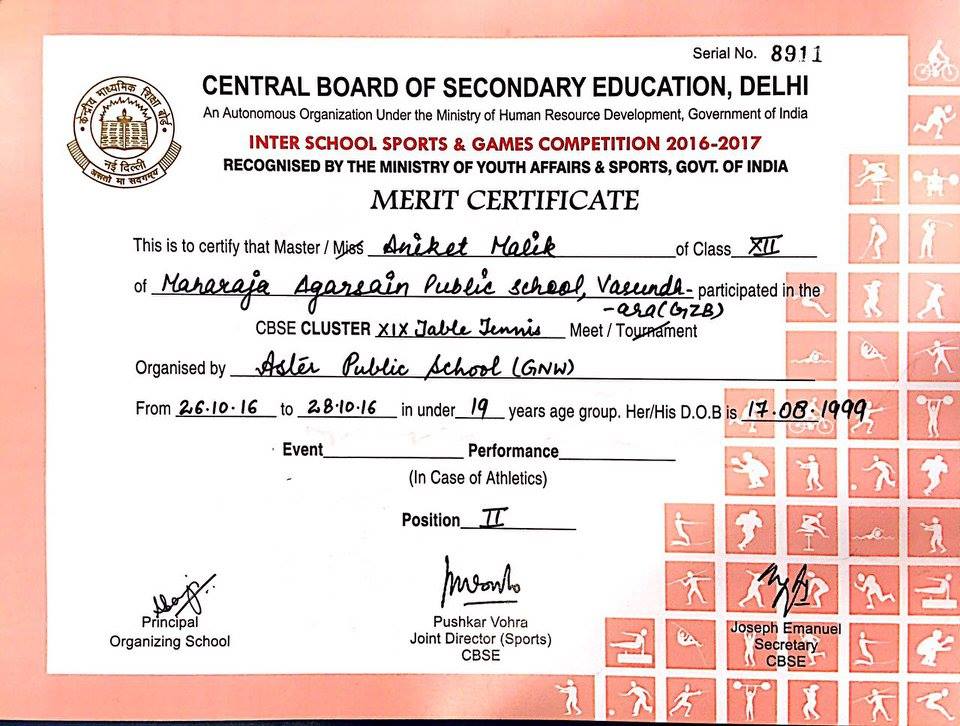 Serial No. 8911
केन्द्रीय माध्यमिक शिक्षा बोर्ड
नई दिल्ली
असतो मा सदगमय
CENTRAL BOARD OF SECONDARY EDUCATION, DELHI
An Autonomous Organization Under the Ministry of Human Resource Development, Government of India
INTER SCHOOL SPORTS & GAMES COMPETITION 2016-2017
RECOGNISED BY THE MINISTRY OF YOUTH AFFAIRS & SPORTS, GOVT. OF INDIA
MERIT CERTIFICATE
This is to certify that Master / Miss Aniket Malik of Class XII
of Maharaja Agarsain Public school, Vasundh- participated in the
-ara(GZB)
CBSE CLUSTER XIX Table Tennis Meet / Tournament
Organised by Aster Public School (GNW)
From 26.10.16 to 28.10.16 in under 19 years age group. Her/His D.O.B is 17.08.1999
Event Performance
(In Case of Athletics)
Position II
Principal
Organizing School
Pushkar Vohra
Joint Director (Sports)
CBSE
Joseph Emanuel
Secretary
CBSE